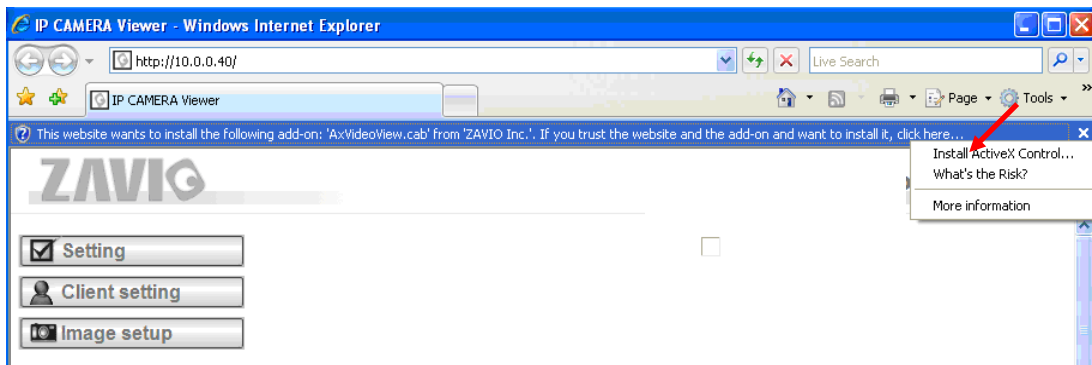 IP CAMERA Viewer - Windows Internet Explorer
http://10.0.0.40/
Live Search
IP CAMERA Viewer
Page
Tools
This website wants to install the following add-on: 'AxVideoView.cab' from 'ZAVIO Inc.'. If you trust the website and the add-on and want to install it, click here...
Install ActiveX Control...
What's the Risk?
More information
ZAVIO
Setting
Client setting
Image setup